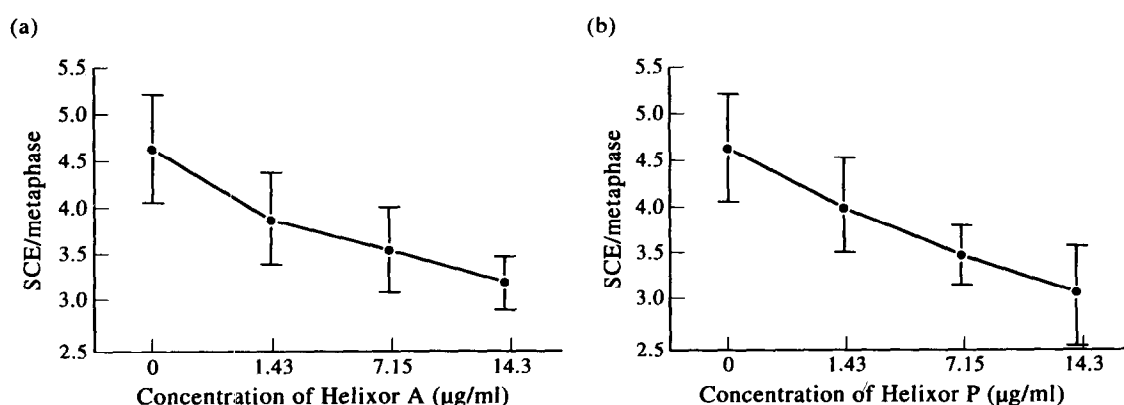 (a)
SCE/metaphase
5.5
5.0
4.5
4.0
3.5
3.0
2.5
0 1.43 7.15 14.3
Concentration of Helixor A (µg/ml)
(b)
SCE/metaphase
5.5
5.0
4.5
4.0
3.5
3.0
2.5
0 1.43 7.15 14.3
Concentration of Helixor P (µg/ml)